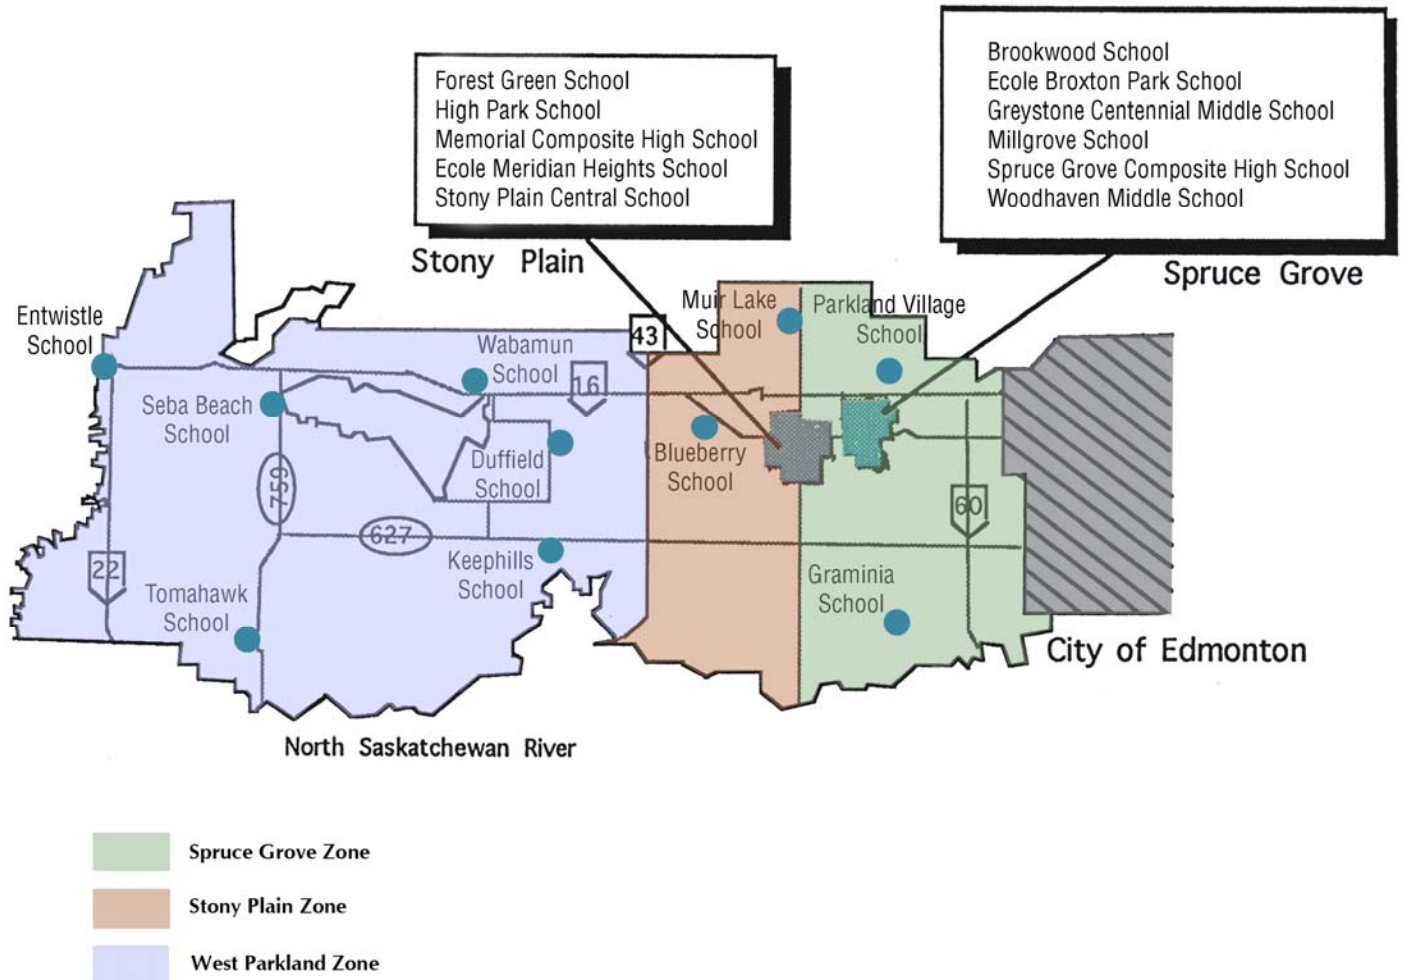 Brookwood School
Ecole Broxton Park School
Greystone Centennial Middle School
Millgrove School
Spruce Grove Composite High School
Woodhaven Middle School
Forest Green School
High Park School
Memorial Composite High School
Ecole Meridian Heights School
Stony Plain Central School
Stony Plain
Spruce Grove
Entwistle
School
Muir Lake
School
Parkland Village
School
43
Wabamun
School
16
Seba Beach
School
Duffield
School
Blueberry
School
759
627
60
22
Keephills
School
Tomahawk
School
Graminia
School
City of Edmonton
North Saskatchewan River
Spruce Grove Zone
Stony Plain Zone
West Parkland Zone